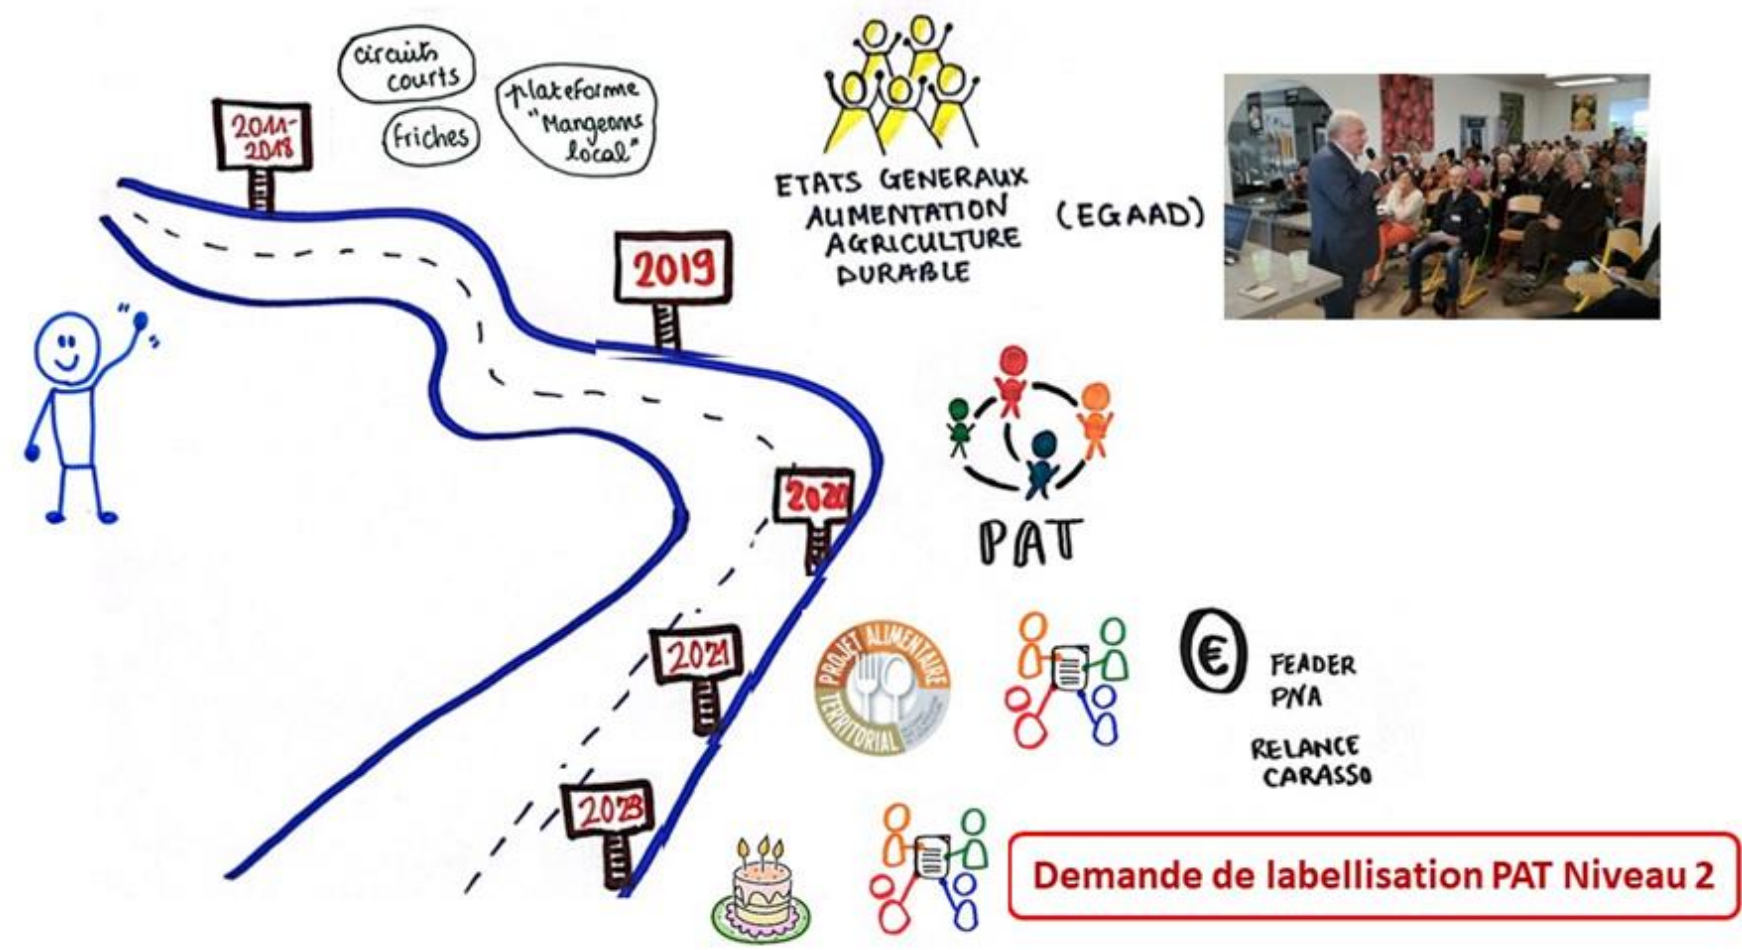 2011-
2018
circuits
courts
friches
plateforme
"Mangeons
local"
ETATS GENERAUX
ALIMENTATION
AGRICULTURE
DURABLE
(EGAAD)
2019
2020
PAT
2021
PROJET ALIMENTAIRE
TERRITORIAL
€
FEADER
PNA
RELANCE
CARASSO
2023
Demande de labellisation PAT Niveau 2